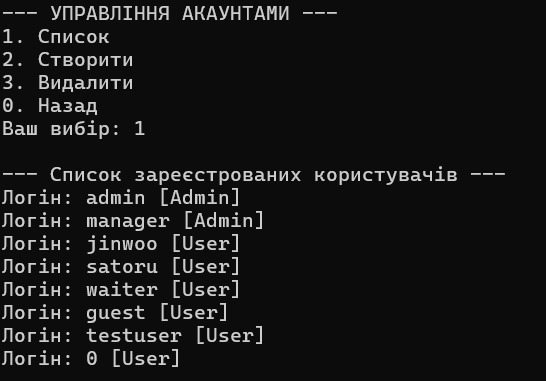 --- УПРАВЛІННЯ АКАУНТАМИ ---
1. Список
2. Створити
3. Видалити
0. Назад
Ваш вибір: 1
--- Список зареєстрованих користувачів ---
Логін: admin [Admin]
Логін: manager [Admin]
Логін: jinwoo [User]
Логін: satoru [User]
Логін: waiter [User]
Логін: guest [User]
Логін: testuser [User]
Логін: 0 [User]